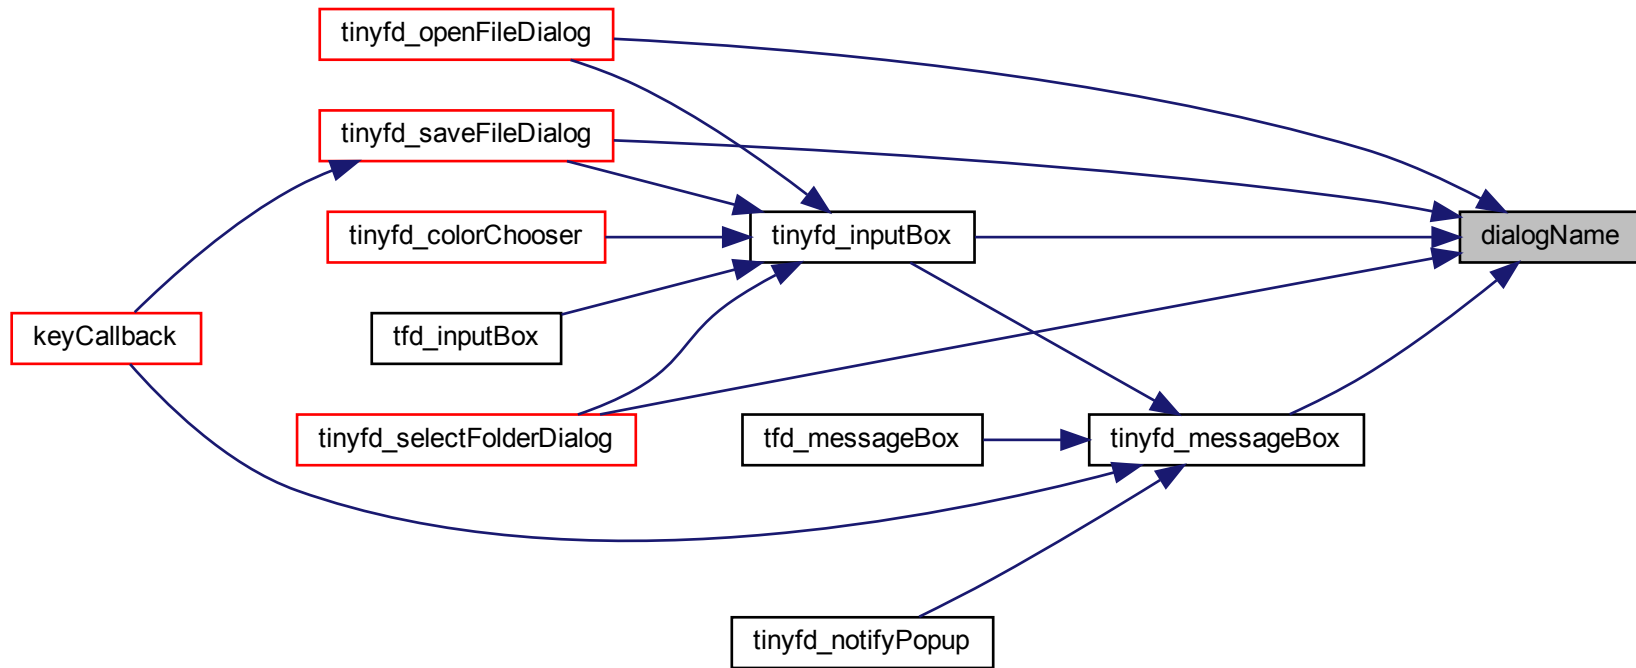 tinyfd_openFileDialog
tinyfd_saveFileDialog
tinyfd_colorChooser
tinyfd_inputBox
dialogName
keyCallback
tfd_inputBox
tinyfd_selectFolderDialog
tfd_messageBox
tinyfd_messageBox
tinyfd_notifyPopup